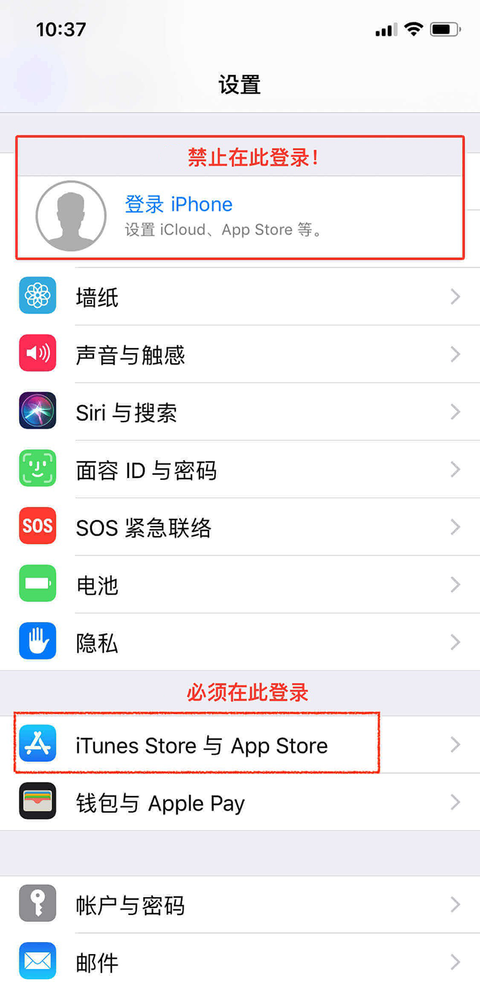 10:37
设置
禁止在此登录！
登录 iPhone
设置 iCloud、App Store 等。
墙纸
声音与触感
Siri 与搜索
面容 ID 与密码
SOS
SOS 紧急联络
电池
隐私
必须在此登录
iTunes Store 与 App Store
钱包与 Apple Pay
帐户与密码
邮件